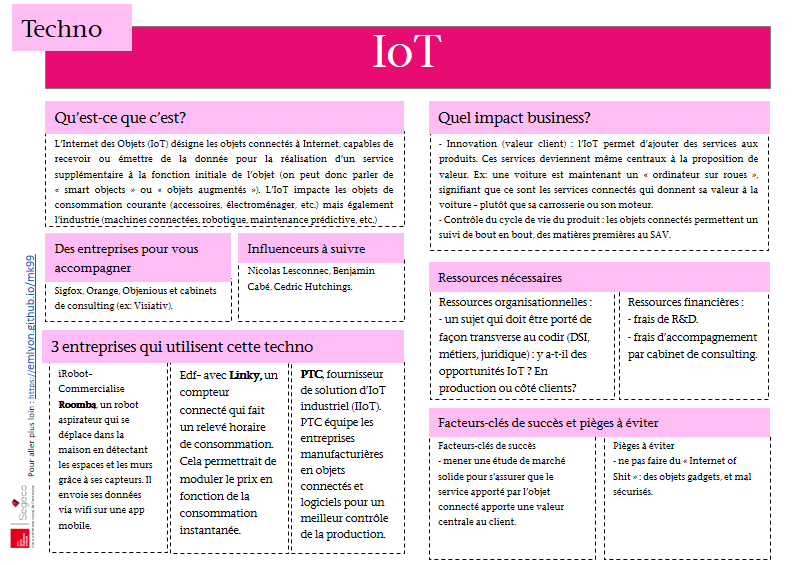 Techno
IoT
Qu'est-ce que c'est?
L'Internet des Objets (IoT) désigne les objets connectés à Internet, capables de
recevoir ou émettre de la donnée pour la réalisation d'un service
supplémentaire à la fonction initiale de l'objet (on peut donc parler de
« smart objects » ou « objets augmentés »). L'IoT impacte les objets de
consommation courante (accessoires, électroménager, etc.) mais également
l'industrie (machines connectées, robotique, maintenance prédictive, etc.)
Des entreprises pour vous
accompagner
Sigfox, Orange, Objenious et cabinets
de consulting (ex: Visiativ).
Influenceurs à suivre
Nicolas Lesconnec, Benjamin
Cabé, Cedric Hutchings.
3 entreprises qui utilisent cette techno
iRobot-
Commercialise
Roomba, un robot
aspirateur qui se
déplace dans la
maison en détectant
les espaces et les murs
grâce à ses capteurs. Il
envoie ses données
via wifi sur une app
mobile.
Edf- avec Linky, un
compteur
connecté qui fait
un relevé horaire
de consommation.
Cela permettrait de
moduler le prix en
fonction de la
consommation
instantanée.
PTC, fournisseur
de solution d'IoT
industriel (IIoT).
PTC équipe les
entreprises
manufacturières
en objets
connectés et
logiciels pour un
meilleur contrôle
de la production.
Quel impact business?
- Innovation (valeur client) : l'IoT permet d'ajouter des services aux
produits. Ces services deviennent même centraux à la proposition de
valeur. Ex: une voiture est maintenant un « ordinateur sur roues »,
signifiant que ce sont les services connectés qui donnent sa valeur à la
voiture – plutôt que sa carrosserie ou son moteur.
- Contrôle du cycle de vie du produit : les objets connectés permettent un
suivi de bout en bout, des matières premières au SAV.
Ressources nécessaires
Ressources organisationnelles :
- un sujet qui doit être porté de
façon transverse au codir (DSI,
métiers, juridique) : y a-t-il des
opportunités IoT ? En
production ou côté clients?
Ressources financières :
- frais de R&D.
- frais d'accompagnement
par cabinet de consulting.
Facteurs-clés de succès et pièges à éviter
Facteurs-clés de succès
- mener une étude de marché
solide pour s'assurer que le
service apporté par l'objet
connecté apporte une valeur
centrale au client.
Pièges à éviter
- ne pas faire du « Internet of
Shit » : des objets gadgets, et mal
sécurisés.
Pour aller plus loin : https://emlyon.github.io/mk99
Segeco